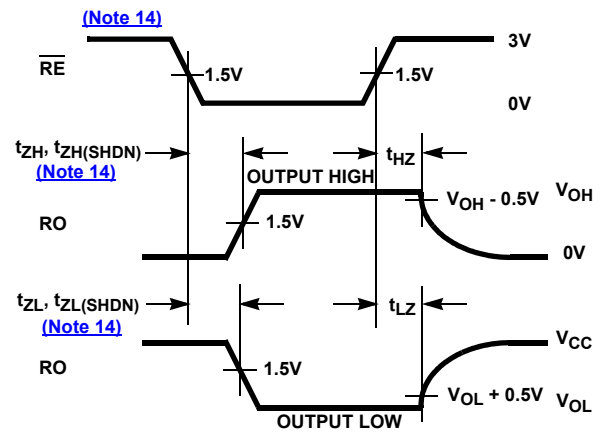 (Note 14)
RE
1.5V
1.5V
3V
0V
tZH, tZH(SHDN)
(Note 14)
OUTPUT HIGH
tHZ
RO
1.5V
VOH - 0.5V
VOH
0V
tZL, tZL(SHDN)
(Note 14)
tLZ
RO
1.5V
VCC
VOL + 0.5V
VOL
OUTPUT LOW